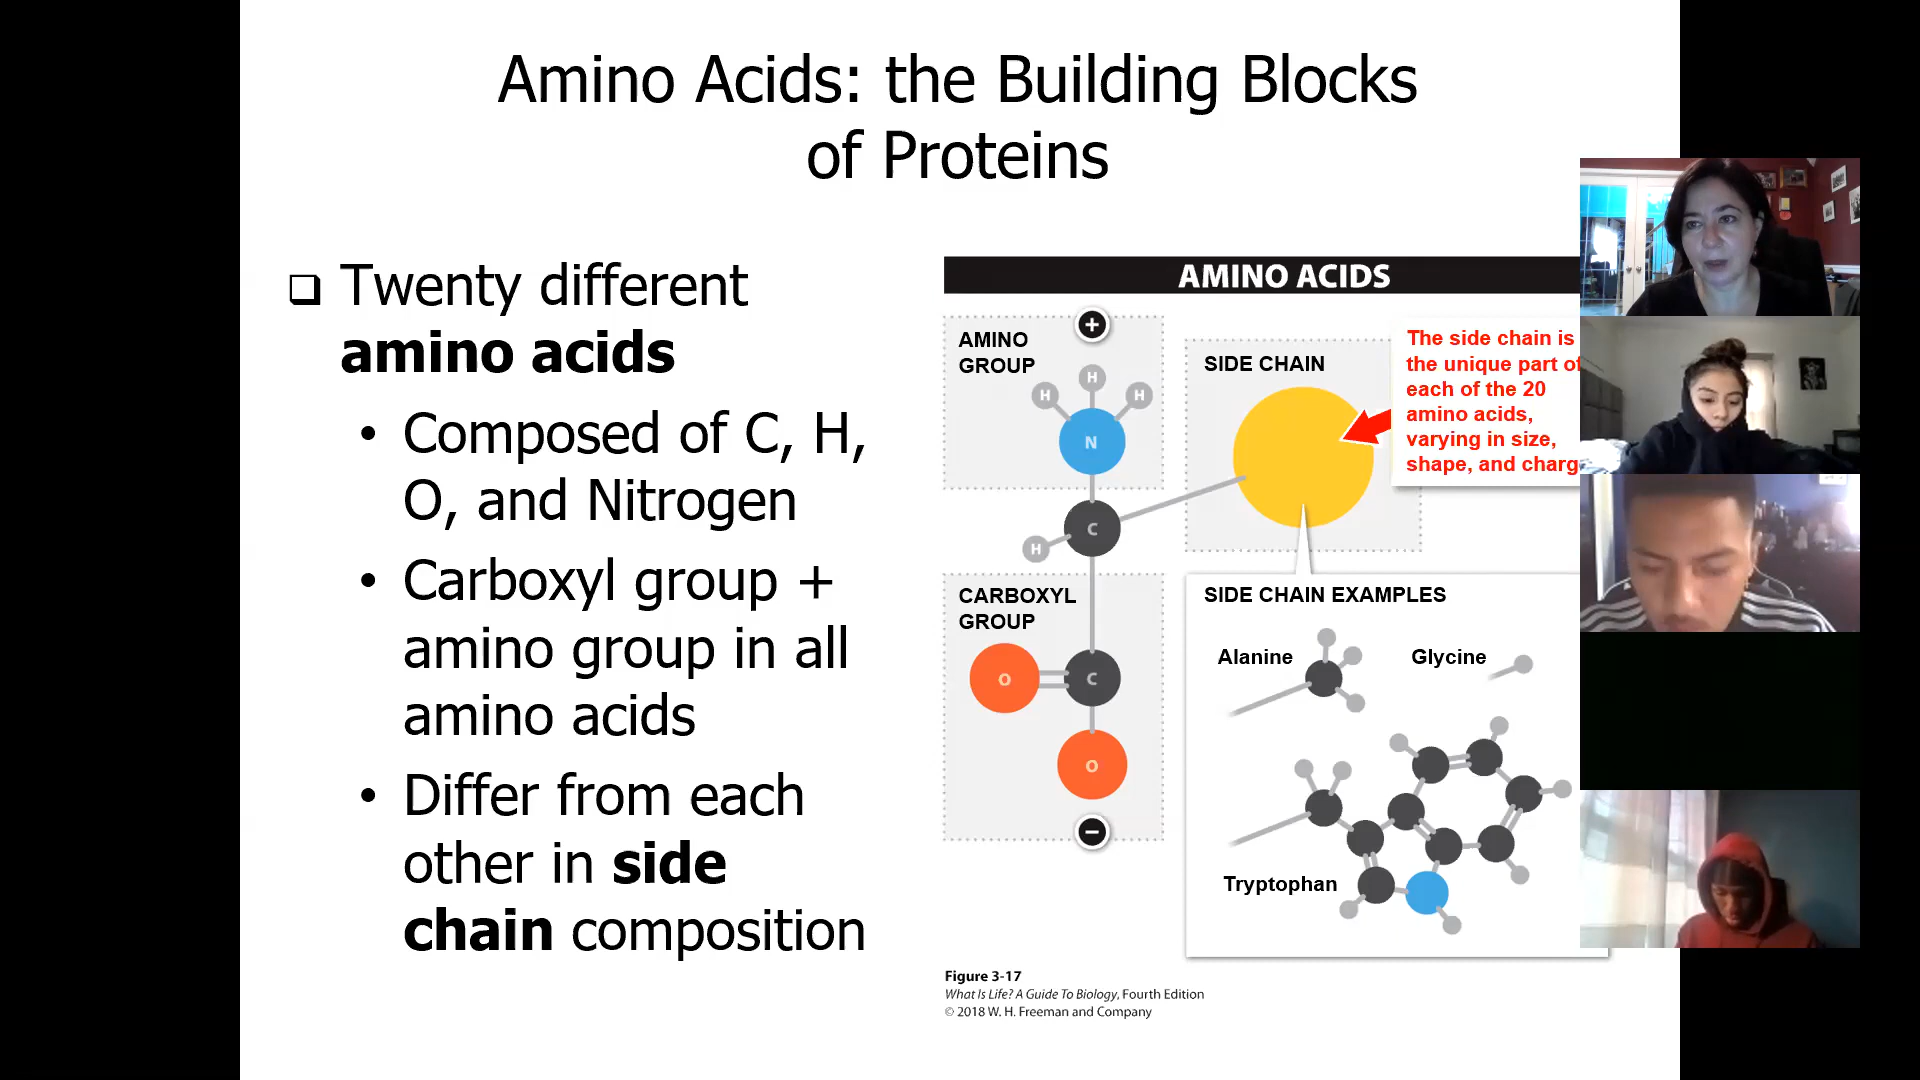 Amino Acids: the Building Blocks
of Proteins
❑ Twenty different
amino acids
• Composed of C, H,
O, and Nitrogen
• Carboxyl group +
amino group in all
amino acids
• Differ from each
other in side
chain composition
AMINO ACIDS
AMINO
GROUP
+
H
H
H
N
C
H
SIDE CHAIN
The side chain is
the unique part of
each of the 20
amino acids,
varying in size,
shape, and charg
CARBOXYL
GROUP
O
C
O
−
SIDE CHAIN EXAMPLES
Alanine
Glycine
Tryptophan
Figure 3-17
What Is Life? A Guide To Biology, Fourth Edition
© 2018 W. H. Freeman and Company